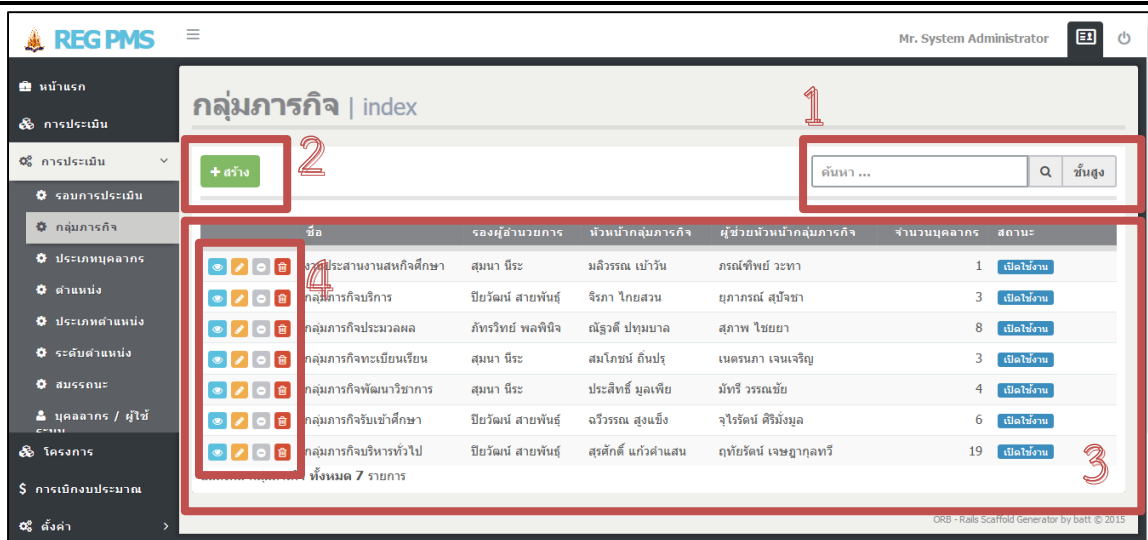 REG PMS
Mr. System Administrator
หน้าแรก
การประเมิน
การประเมิน
รอบการประเมิน
กลุ่มภารกิจ
ประเภทบุคลากร
ตำแหน่ง
ประเภทตำแหน่ง
ระดับตำแหน่ง
สมรรถนะ
บุคลากร / ผู้ใช้
ระบบ
โครงการ
$ การเบิกงบประมาณ
ตั้งค่า
กลุ่มภารกิจ | index
1
2
+ สร้าง
ค้นหา ... ขั้นสูง
ชื่อ รองผู้อำนวยการ หัวหน้ากลุ่มภารกิจ ผู้ช่วยหัวหน้ากลุ่มภารกิจ จำนวนบุคลากร สถานะ
4
งานประสานงานสหกิจศึกษา สุมนา นีระ มลิวรรณ เบ้าวัน ภรณ์ทิพย์ วะทา 1 เปิดใช้งาน
กลุ่มภารกิจบริการ ปิยวัฒน์ สายพันธุ์ จิรภา ไกยสวน ยุภาภรณ์ สุปัจชา 3 เปิดใช้งาน
กลุ่มภารกิจประมวลผล ภัทรวิทย์ พลพินิจ ณัฐวดี ปทุมบาล สุภาพ ไชยยา 8 เปิดใช้งาน
กลุ่มภารกิจทะเบียนเรียน สุมนา นีระ สมโภชน์ ถิ่นปรุ เนตรนภา เจนเจริญ 3 เปิดใช้งาน
กลุ่มภารกิจพัฒนาวิชาการ สุมนา นีระ ประสิทธิ์ มูลเพีย มัทรี วรรณชัย 4 เปิดใช้งาน
กลุ่มภารกิจรับเข้าศึกษา ปิยวัฒน์ สายพันธุ์ ฉวีวรรณ สูงแข็ง จุไรรัตน์ ศิริมั่งมูล 6 เปิดใช้งาน
กลุ่มภารกิจบริหารทั่วไป ปิยวัฒน์ สายพันธุ์ สุรศักดิ์ แก้วคำแสน ฤทัยรัตน์ เจษฎากุลทวี 19 เปิดใช้งาน
ทั้งหมด 7 รายการ
3
ORB - Rails Scaffold Generator by batt © 2015